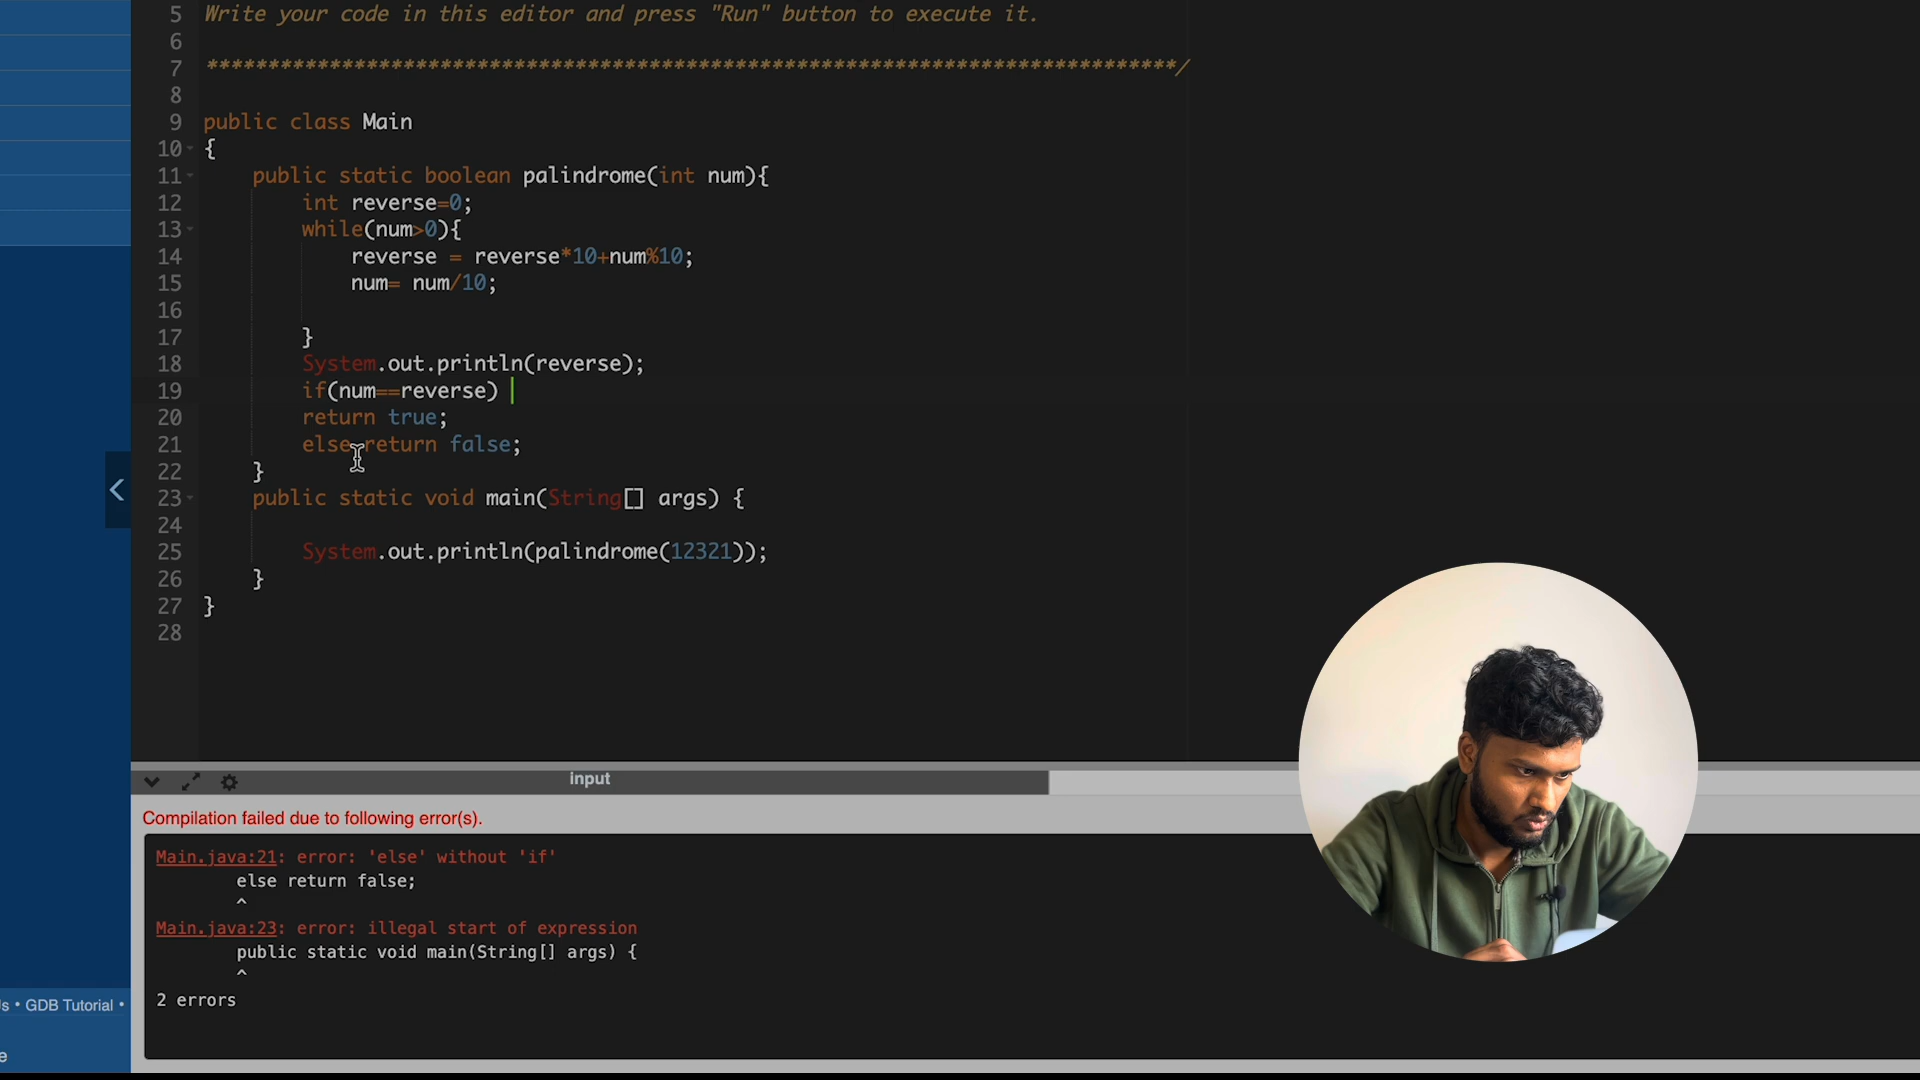 5 Write your code in this editor and press "Run" button to execute it.
6
7 *******************************************************************************/
8
9 public class Main
10 {
11 public static boolean palindrome(int num){
12 int reverse=0;
13 while(num>0){
14 reverse = reverse*10+num%10;
15 num= num/10;
16
17 }
18 System.out.println(reverse);
19 if(num==reverse)
20 return true;
21 else return false;
22 }
23 public static void main(String[] args) {
24
25 System.out.println(palindrome(12321));
26 }
27 }
28
input
Compilation failed due to following error(s).
Main.java:21: error: 'else' without 'if'
else return false;
^
Main.java:23: error: illegal start of expression
public static void main(String[] args) {
^
2 errors
s • GDB Tutorial •
e